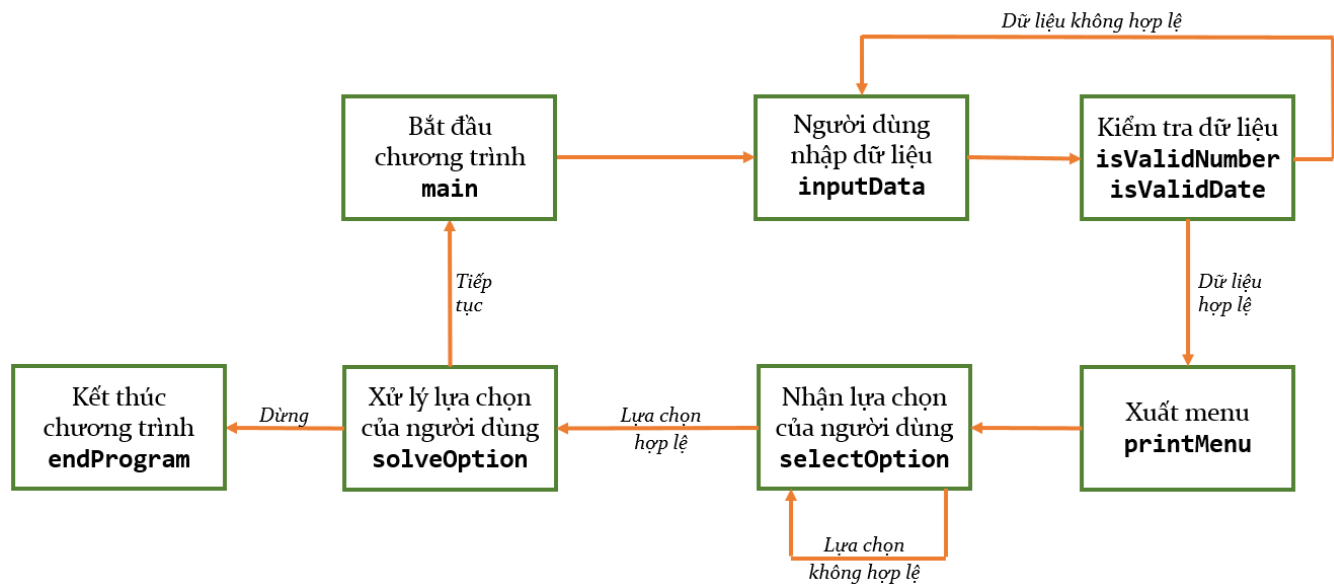 Dữ liệu không hợp lệ
Bắt đầu
chương trình
main
Người dùng
nhập dữ liệu
inputData
Kiểm tra dữ liệu
isValidNumber
isValidDate
Tiếp
tục
Dữ liệu
hợp lệ
Kết thúc
chương trình
endProgram
Dừng
Xử lý lựa chọn
của người dùng
solveOption
Lựa chọn
hợp lệ
Nhận lựa chọn
của người dùng
selectOption
Xuất menu
printMenu
Lựa chọn
không hợp lệ